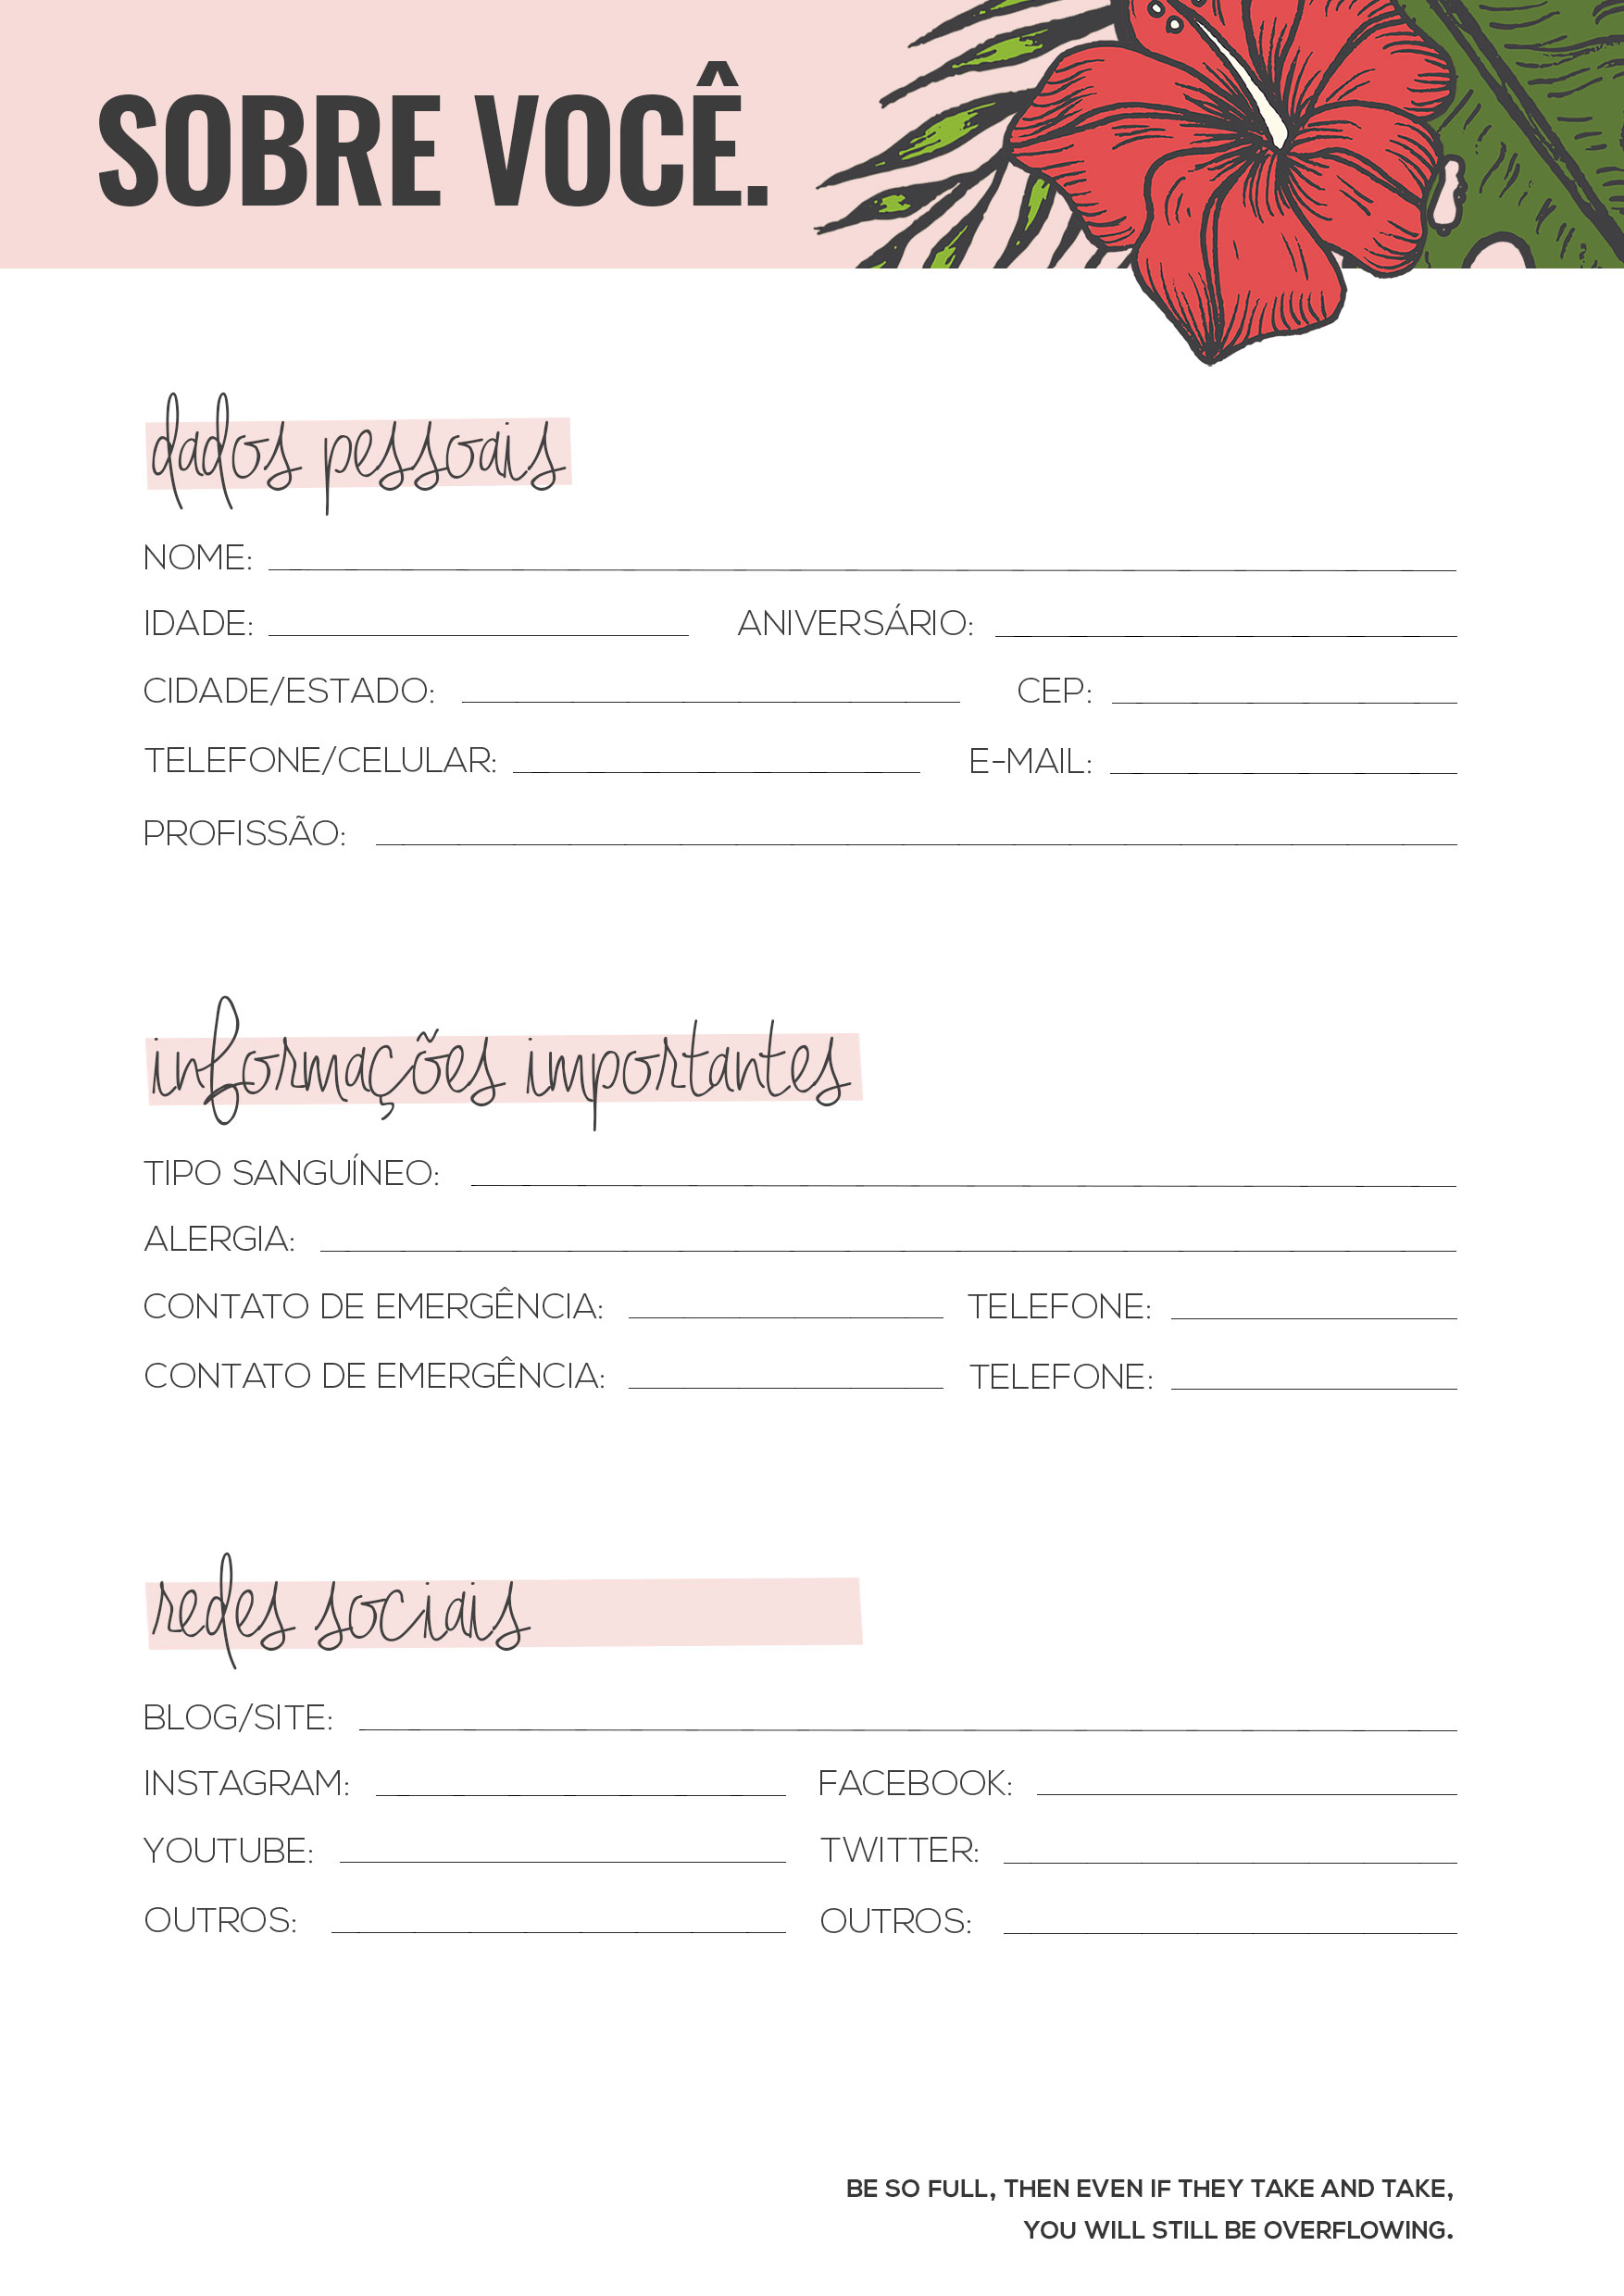 SOBRE VOCÊ.
dados pessoais
NOME:
IDADE: ANIVERSÁRIO:
CIDADE/ESTADO: CEP:
TELEFONE/CELULAR: E-MAIL:
PROFISSÃO:
informações importantes
TIPO SANGUÍNEO:
ALERGIA:
CONTATO DE EMERGÊNCIA: TELEFONE:
CONTATO DE EMERGÊNCIA: TELEFONE:
redes sociais
BLOG/SITE:
INSTAGRAM: FACEBOOK:
YOUTUBE: TWITTER:
OUTROS: OUTROS:
BE SO FULL, THEN EVEN IF THEY TAKE AND TAKE,
YOU WILL STILL BE OVERFLOWING.